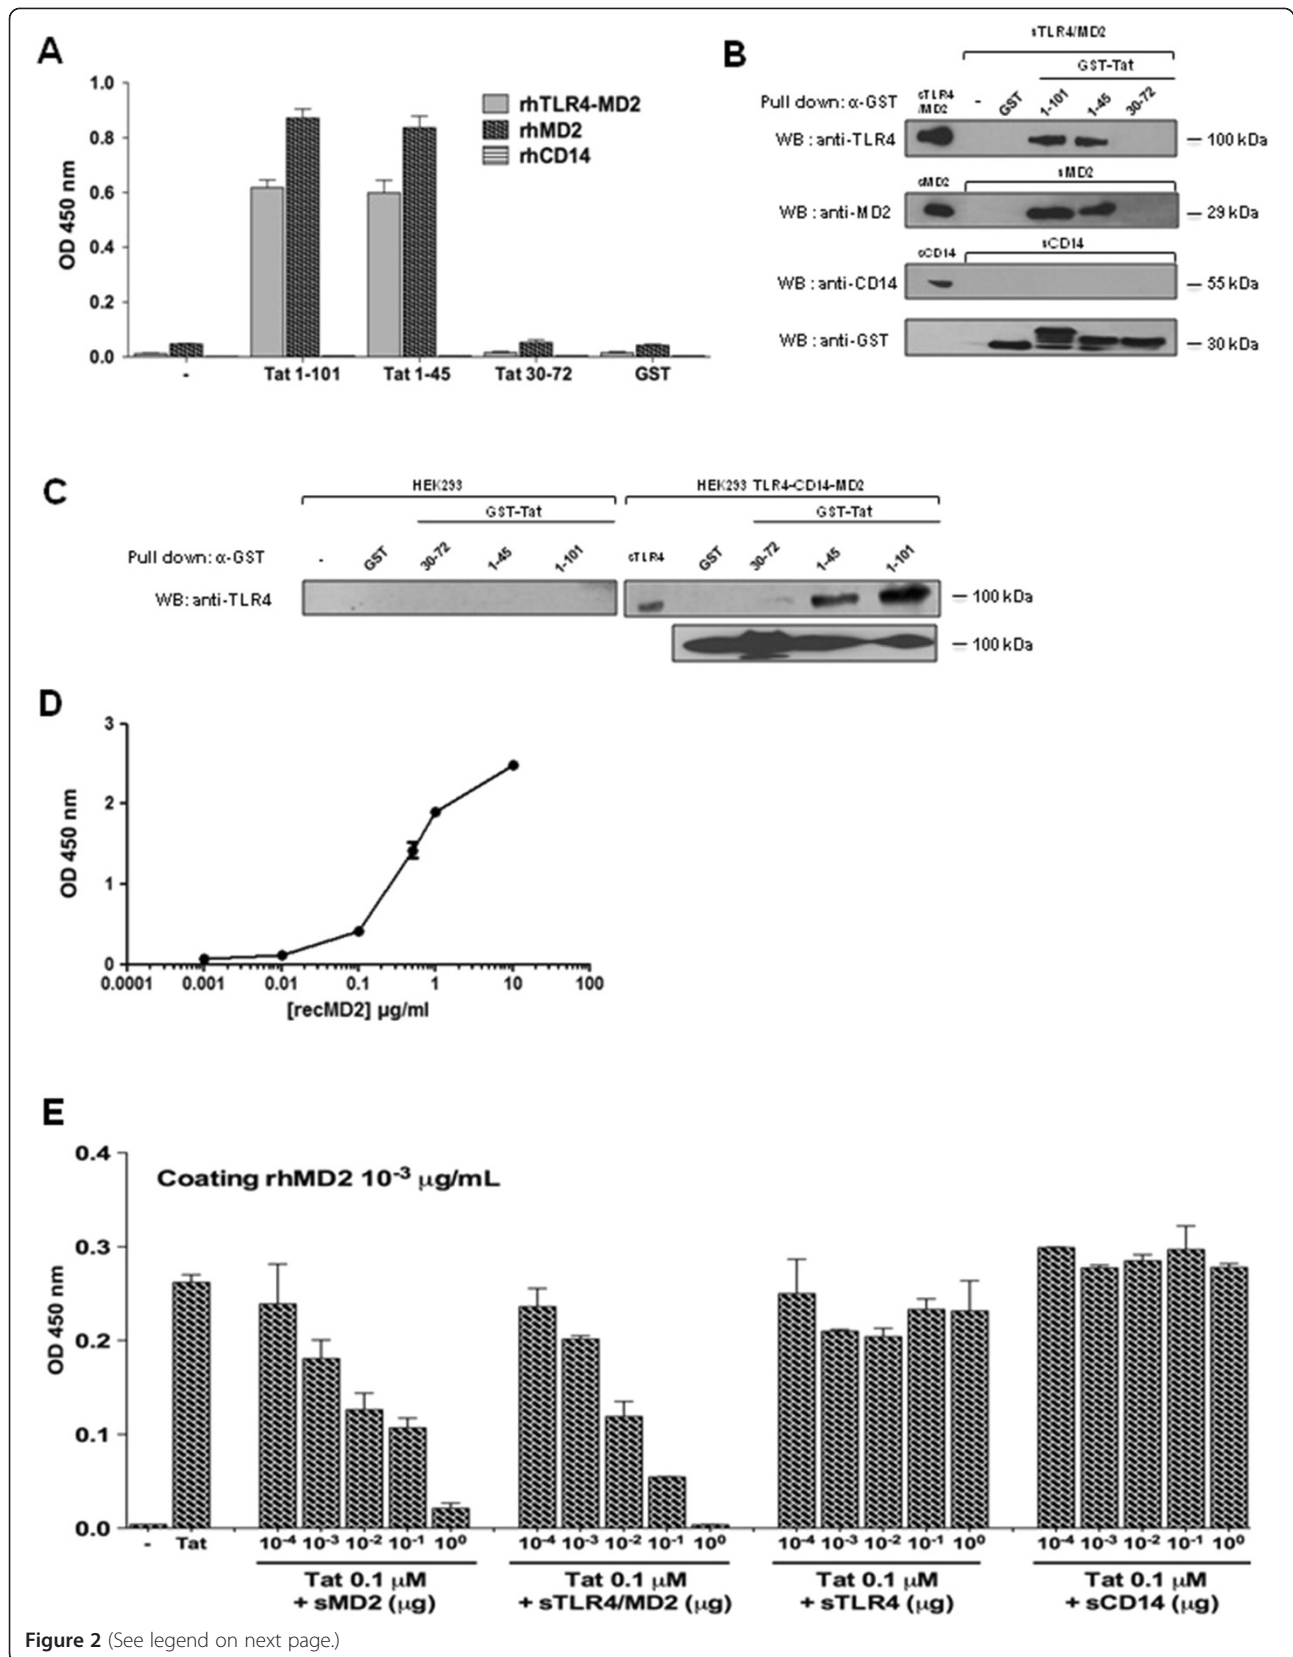 A
1.0
0.8
0.6
0.4
0.2
0.0
OD 450 nm
rhTLR4-MD2
rhMD2
rhCD14
- Tat 1-101 Tat 1-45 Tat 30-72 GST
B
sTLR4/MD2
GST-Tat
Pull down: α-GST
sTLR4 /MD2
- GST 1-101 1-45 30-72
WB : anti-TLR4
100 kDa
sMD2 sMD2
WB : anti-MD2
29 kDa
sCD14 sCD14
WB : anti-CD14
55 kDa
WB : anti-GST
30 kDa
C
HEK293 HEK293 TLR4-CD14-MD2
GST-Tat GST-Tat
Pull down: α-GST
- GST 30-72 1-45 1-101 sTLR4 GST 30-72 1-45 1-101
WB: anti-TLR4
100 kDa
100 kDa
D
3
2
1
0
OD 450 nm
0.0001 0.001 0.01 0.1 1 10 100
[recMD2] µg/ml
E
0.4
0.3
0.2
0.1
0.0
OD 450 nm
Coating rhMD2 10⁻³ µg/mL
- Tat 10⁻⁴ 10⁻³ 10⁻² 10⁻¹ 10⁰ 10⁻⁴ 10⁻³ 10⁻² 10⁻¹ 10⁰ 10⁻⁴ 10⁻³ 10⁻² 10⁻¹ 10⁰ 10⁻⁴ 10⁻³ 10⁻² 10⁻¹ 10⁰
Tat 0.1 µM Tat 0.1 µM Tat 0.1 µM Tat 0.1 µM
+ sMD2 (µg) + sTLR4/MD2 (µg) + sTLR4 (µg) + sCD14 (µg)
Figure 2 (See legend on next page.)